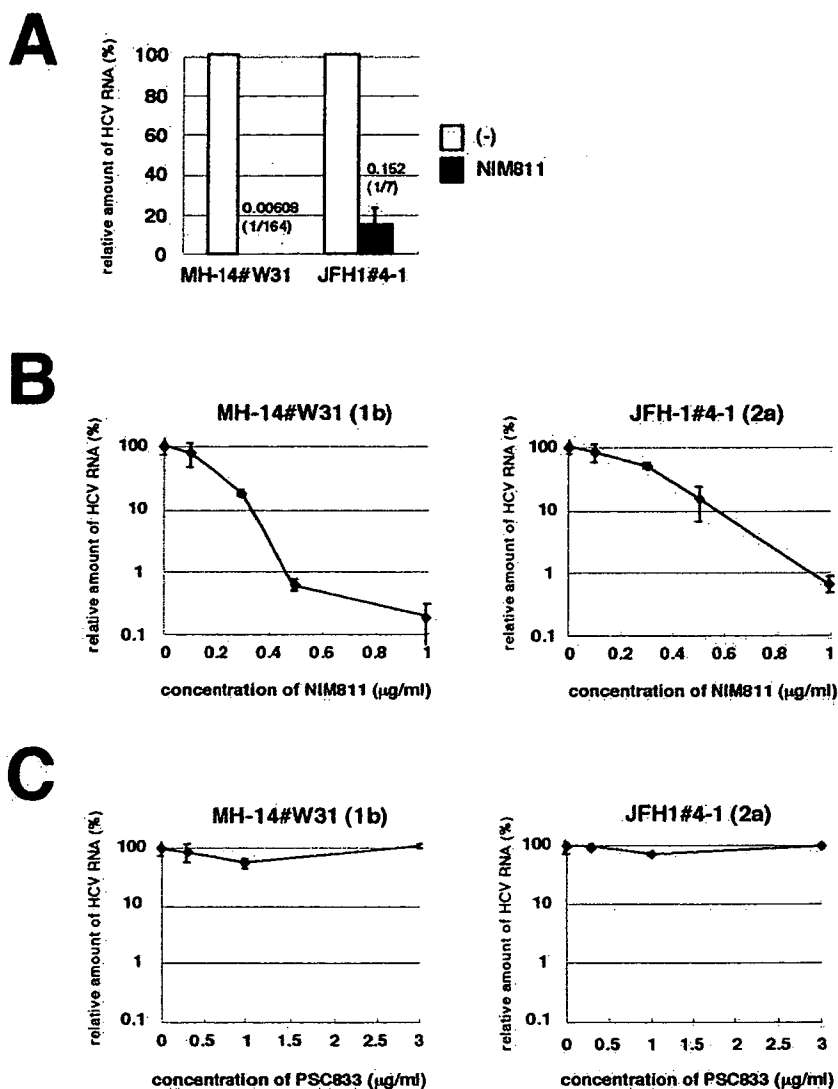 A
relative amount of HCV RNA (%)
100
80
60
40
20
0
0.00608
(1/164)
0.152
(1/7)
MH-14#W31
JFH1#4-1
(-)
NIM811
B
MH-14#W31 (1b)
relative amount of HCV RNA (%)
100
10
1
0.1
0 0.2 0.4 0.6 0.8 1
concentration of NIM811 (μg/ml)
JFH-1#4-1 (2a)
relative amount of HCV RNA (%)
100
10
1
0.1
0 0.2 0.4 0.6 0.8 1
concentration of NIM811 (μg/ml)
C
MH-14#W31 (1b)
relative amount of HCV RNA (%)
100
10
1
0.1
0 0.5 1 1.5 2 2.5 3
concentration of PSC833 (μg/ml)
JFH1#4-1 (2a)
relative amount of HCV RNA (%)
100
10
1
0.1
0 0.5 1 1.5 2 2.5 3
concentration of PSC833 (μg/ml)